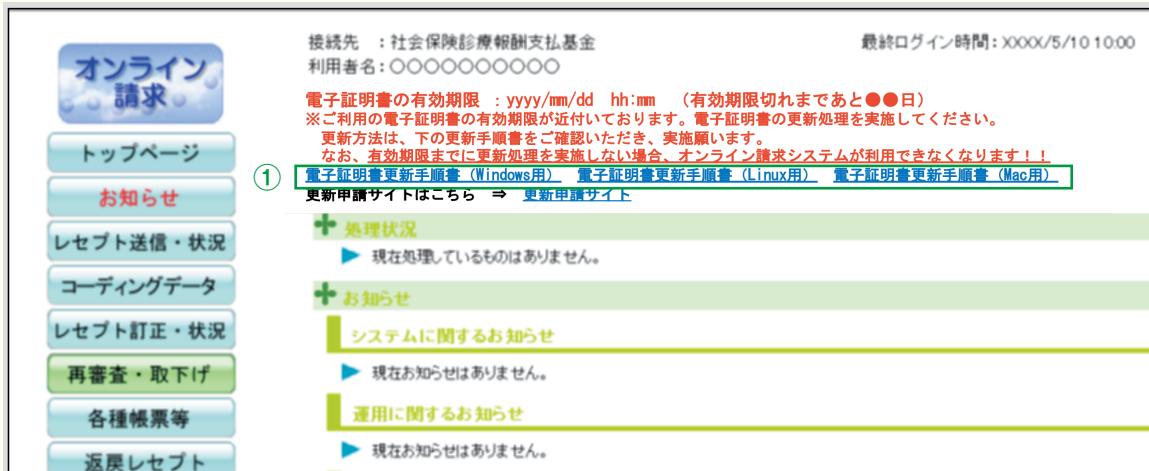 オンライン
請求
トップページ
お知らせ
レセプト送信・状況
コーディングデータ
レセプト訂正・状況
再審査・取下げ
各種帳票等
返戻レセプト
接続先 :社会保険診療報酬支払基金
最終ログイン時間:XXXX/5/10 10:00
利用者名:○○○○○○○○○○
電子証明書の有効期限 :yyyy/mm/dd hh:mm (有効期限切れまであと●●日)
※ご利用の電子証明書の有効期限が近付いております。電子証明書の更新処理を実施してください。
更新方法は、下の更新手順書をご確認いただき、実施願います。
なお、有効期限までに更新処理を実施しない場合、オンライン請求システムが利用できなくなります!!
① 電子証明書更新手順書(Windows用) 電子証明書更新手順書(Linux用) 電子証明書更新手順書(Mac用)
更新申請サイトはこちら ⇒ 更新申請サイト
処理状況
現在処理しているものはありません。
お知らせ
システムに関するお知らせ
現在お知らせはありません。
運用に関するお知らせ
現在お知らせはありません。